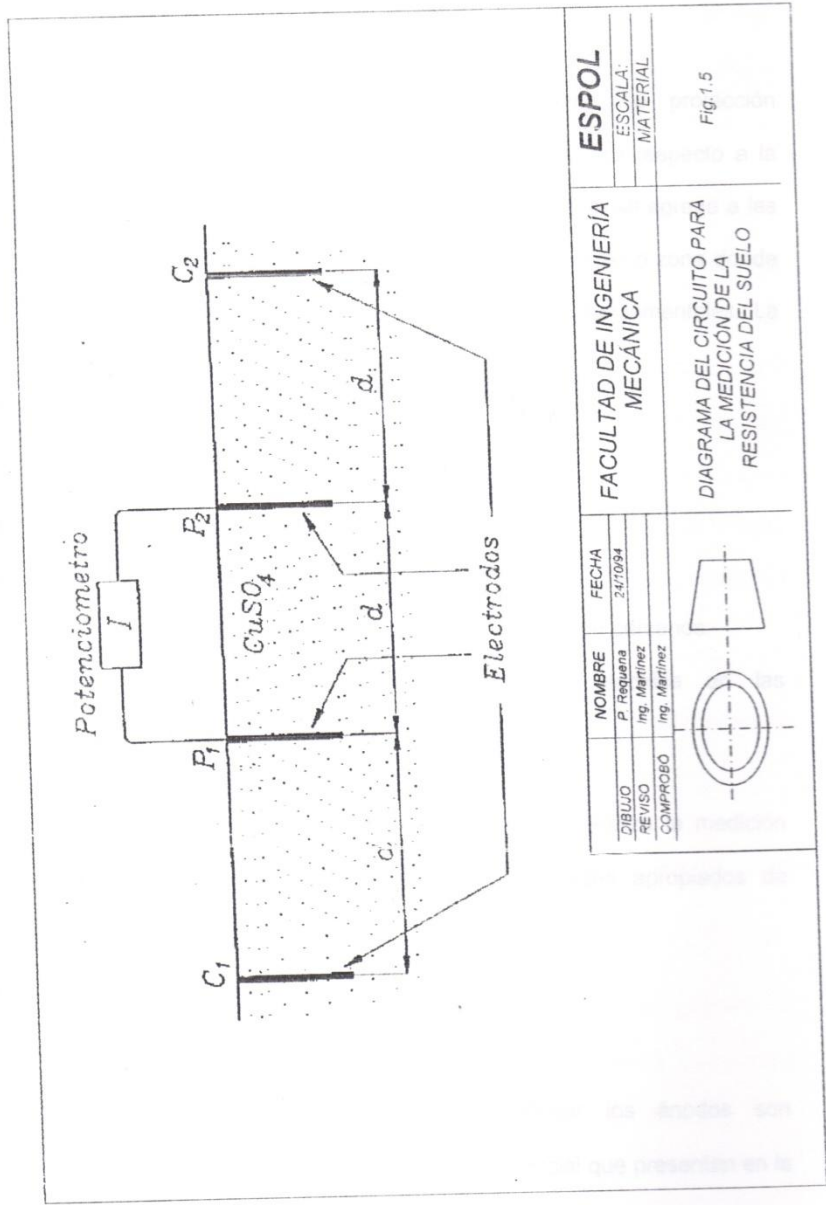 Potenciometro
I
C₁
P₁
P₂
C₂
CuSO₄
d
d
d
Electrodos
NOMBRE
FECHA
DIBUJO
P. Requena
24/10/94
REVISO
Ing. Martínez
COMPROBÓ
Ing. Martínez
FACULTAD DE INGENIERÍA
MECÁNICA
ESPOL
ESCALA:
MATERIAL
DIAGRAMA DEL CIRCUITO PARA
LA MEDICIÓN DE LA
RESISTENCIA DEL SUELO
Fig.1.5